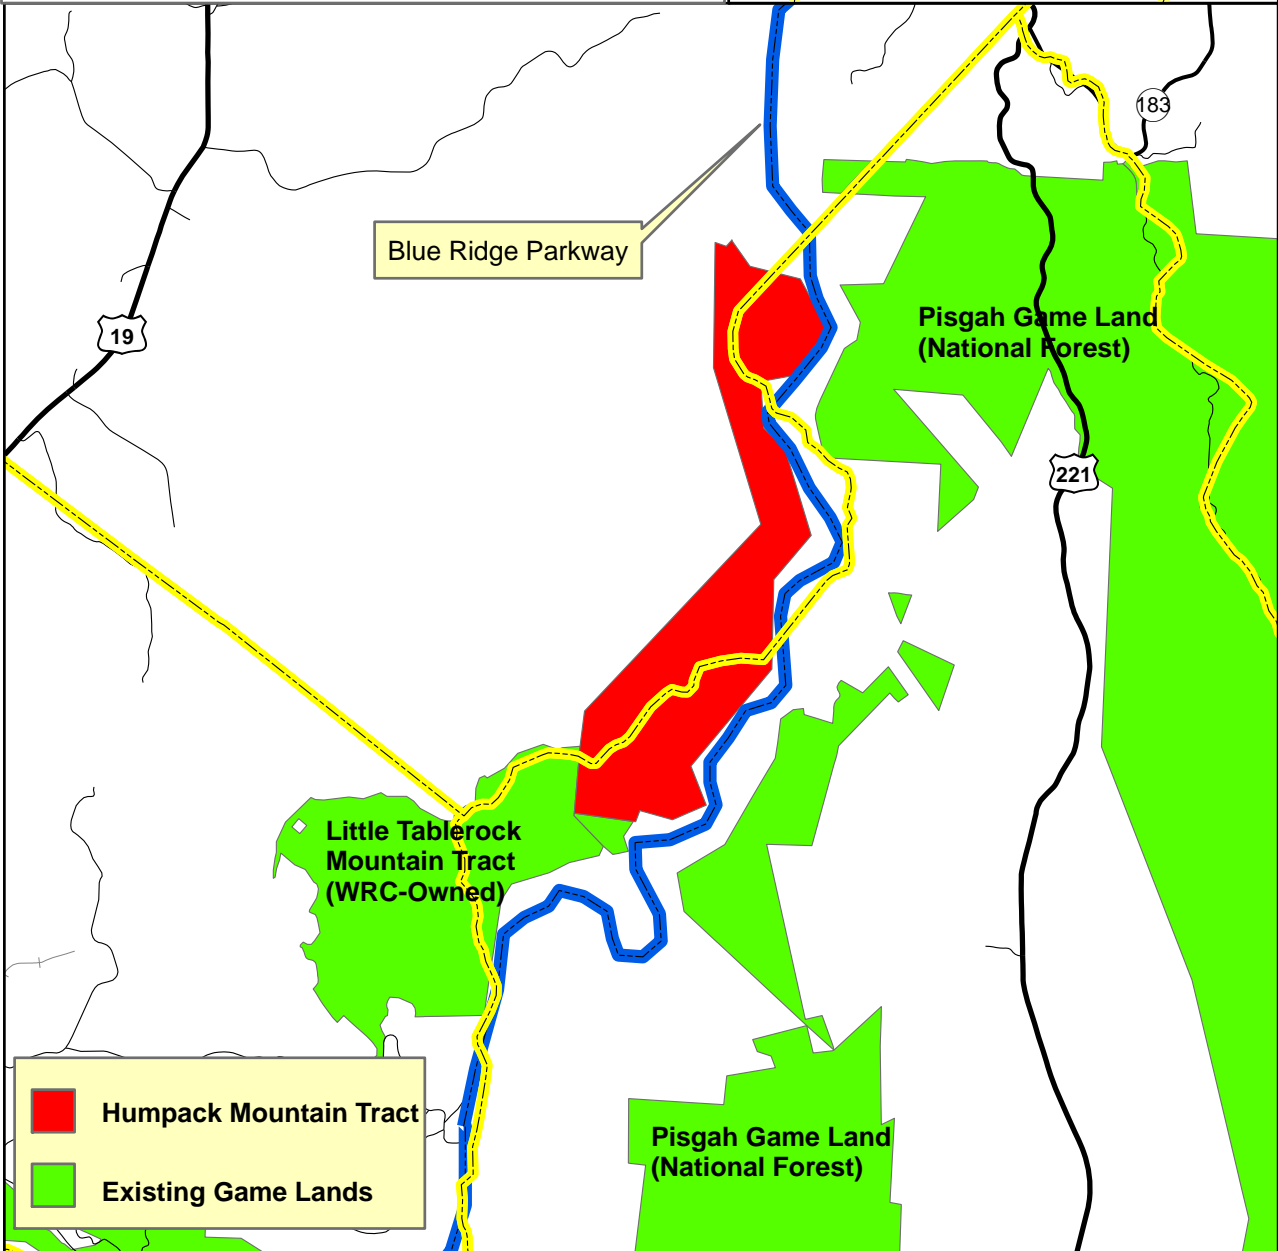 183
Blue Ridge Parkway
19
Pisgah Game Land
(National Forest)
221
Little Tablerock
Mountain Tract
(WRC-Owned)
Humpack Mountain Tract
Existing Game Lands
Pisgah Game Land
(National Forest)